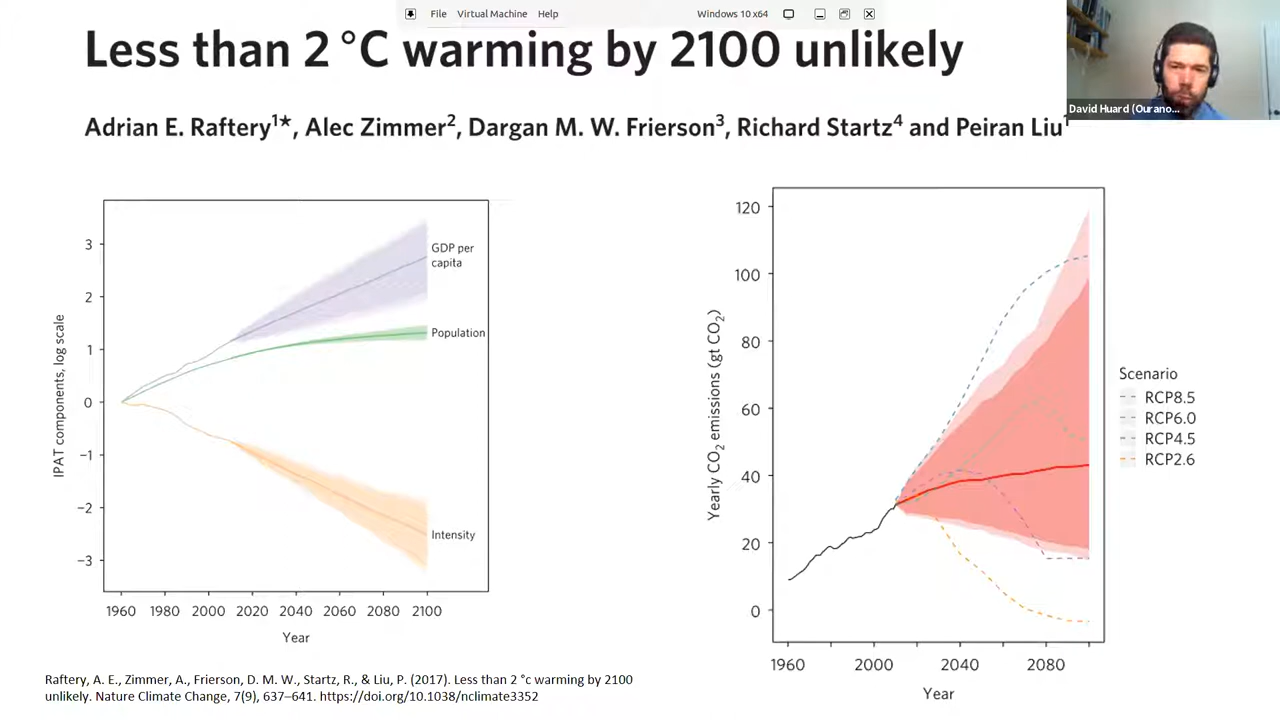 File Virtual Machine Help
Windows 10 x64
Less than 2 °C warming by 2100 unlikely
David Huard (Ourano...
Adrian E. Raftery1★, Alec Zimmer2, Dargan M. W. Frierson3, Richard Startz4 and Peiran Liu1
IPAT components, log scale
3
2
1
0
−1
−2
−3
GDP per
capita
Population
Intensity
1960 1980 2000 2020 2040 2060 2080 2100
Year
Yearly CO2 emissions (gt CO2)
120
100
80
60
40
20
0
1960 2000 2040 2080
Year
Scenario
RCP8.5
RCP6.0
RCP4.5
RCP2.6
Raftery, A. E., Zimmer, A., Frierson, D. M. W., Startz, R., & Liu, P. (2017). Less than 2 °c warming by 2100
unlikely. Nature Climate Change, 7(9), 637–641. https://doi.org/10.1038/nclimate3352